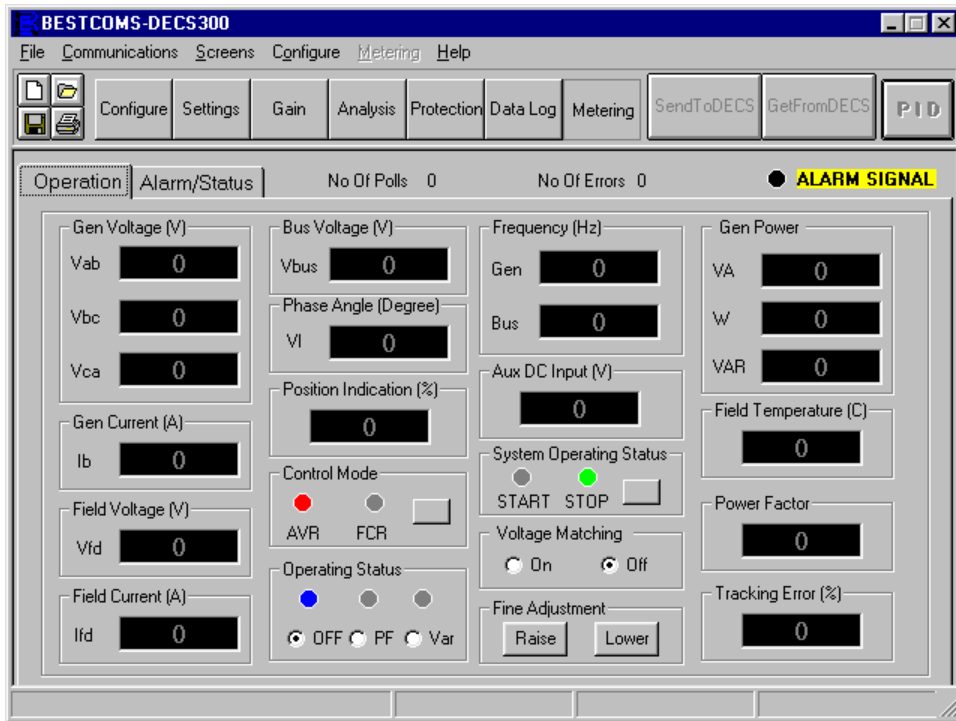 BESTCOMS-DECS300
File Communications Screens Configure Metering Help
Configure Settings Gain Analysis Protection Data Log Metering SendToDECS GetFromDECS PID
Operation Alarm/Status No Of Polls 0 No Of Errors 0 ALARM SIGNAL
Gen Voltage (V)
Vab 0
Vbc 0
Vca 0
Gen Current (A)
Ib 0
Field Voltage (V)
Vfd 0
Field Current (A)
Ifd 0
Bus Voltage (V)
Vbus 0
Phase Angle (Degree)
VI 0
Position Indication (%)
0
Control Mode
AVR FCR
Operating Status
OFF PF Var
Frequency (Hz)
Gen 0
Bus 0
Aux DC Input (V)
0
System Operating Status
START STOP
Voltage Matching
On Off
Fine Adjustment
Raise Lower
Gen Power
VA 0
W 0
VAR 0
Field Temperature (C)
0
Power Factor
0
Tracking Error (%)
0